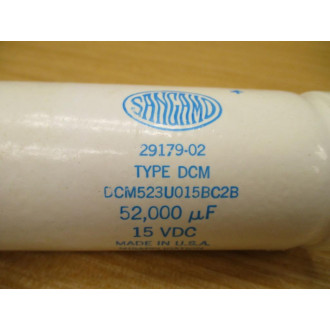 SANGAMO
29179-02
TYPE DCM
DCM523U015BC2B
52,000 µF
15 VDC
MADE IN U.S.A.